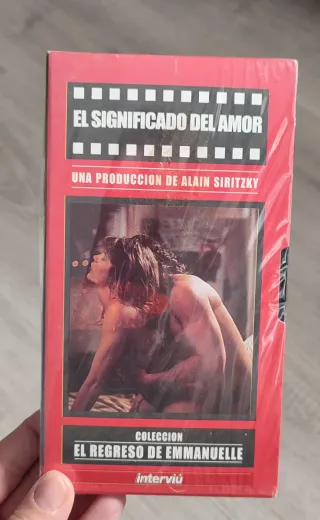 EL SIGNIFICADO DEL AMOR
UNA PRODUCCION DE ALAIN SIRITZKY
COLECCION
EL REGRESO DE EMMANUELLE
interviú